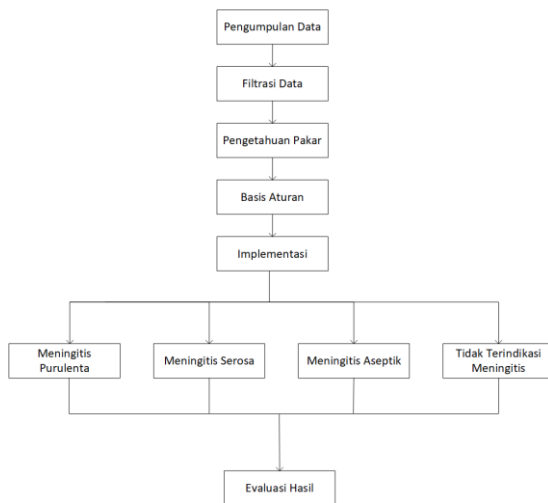 Pengumpulan Data
Filtrasi Data
Pengetahuan Pakar
Basis Aturan
Implementasi
Meningitis
Purulenta
Meningitis Serosa
Meningitis Aseptik
Tidak Terindikasi
Meningitis
Evaluasi Hasil